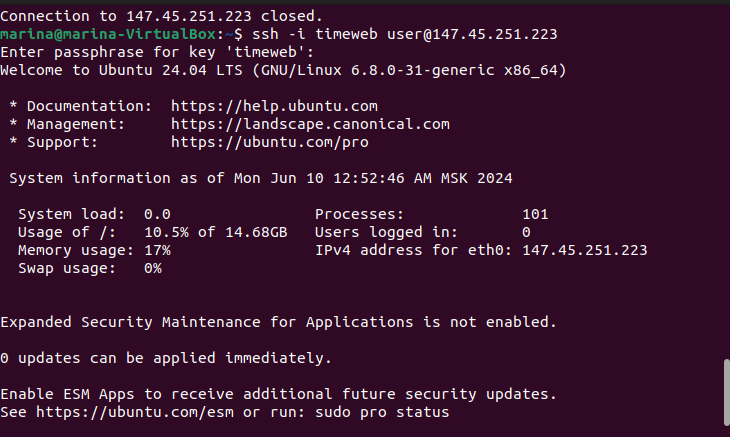 Connection to 147.45.251.223 closed.
marina@marina-VirtualBox:~$ ssh -i timeweb user@147.45.251.223
Enter passphrase for key 'timeweb':
Welcome to Ubuntu 24.04 LTS (GNU/Linux 6.8.0-31-generic x86_64)

 * Documentation:  https://help.ubuntu.com
 * Management:     https://landscape.canonical.com
 * Support:        https://ubuntu.com/pro

 System information as of Mon Jun 10 12:52:46 AM MSK 2024

  System load:  0.0                Processes:             101
  Usage of /:   10.5% of 14.68GB   Users logged in:       0
  Memory usage: 17%                IPv4 address for eth0: 147.45.251.223
  Swap usage:   0%


Expanded Security Maintenance for Applications is not enabled.

0 updates can be applied immediately.

Enable ESM Apps to receive additional future security updates.
See https://ubuntu.com/esm or run: sudo pro status